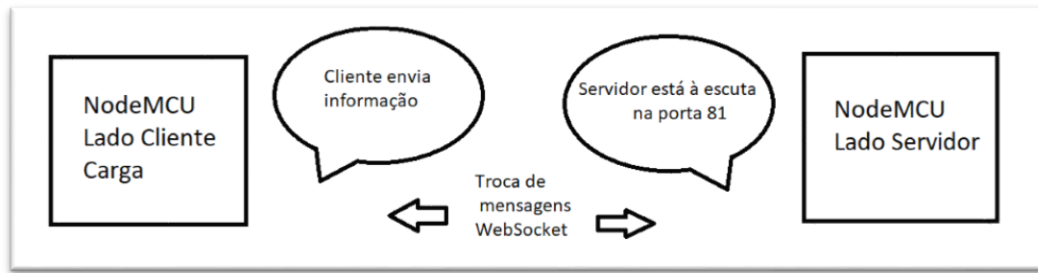 NodeMCU
Lado Cliente
Carga
Cliente envia
informação
Troca de
mensagens
WebSocket
Servidor está à escuta
na porta 81
NodeMCU
Lado Servidor